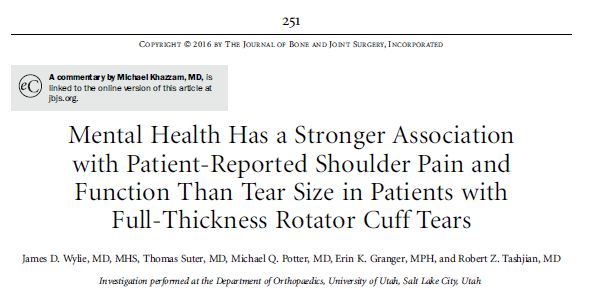 251
COPYRIGHT © 2016 BY THE JOURNAL OF BONE AND JOINT SURGERY, INCORPORATED
eC
A commentary by Michael Khazzam, MD, is
linked to the online version of this article at
jbjs.org.
Mental Health Has a Stronger Association
with Patient-Reported Shoulder Pain and
Function Than Tear Size in Patients with
Full-Thickness Rotator Cuff Tears
James D. Wylie, MD, MHS, Thomas Suter, MD, Michael Q. Potter, MD, Erin K. Granger, MPH, and Robert Z. Tashjian, MD
Investigation performed at the Department of Orthopaedics, University of Utah, Salt Lake City, Utah